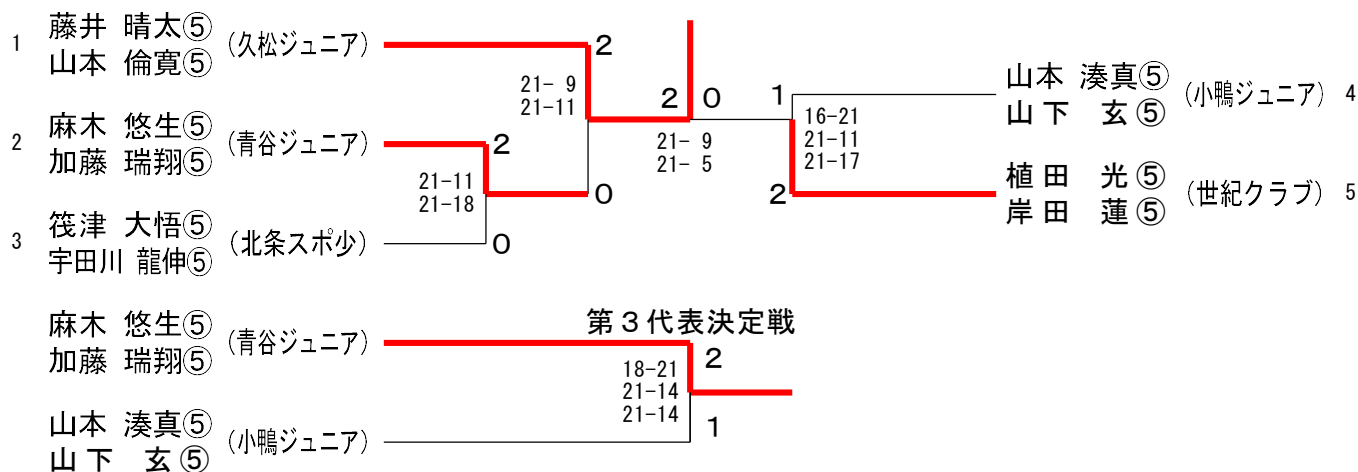 1 藤井 晴太⑤ (久松ジュニア)
山本 倫寛⑤
2
21- 9
21-11
2 麻木 悠生⑤ (青谷ジュニア)
加藤 瑞翔⑤
2
0
21-11
21-18
3 筏津 大悟⑤ (北条スポ少)
宇田川 龍伸⑤
0
2 0
21- 9
21- 5
1
16-21
21-11
21-17
2
山本 湊真⑤ (小鴨ジュニア) 4
山下 玄⑤
植田 光⑤ (世紀クラブ) 5
岸田 蓮⑤
第3代表決定戦
麻木 悠生⑤ (青谷ジュニア)
加藤 瑞翔⑤
2
18-21
21-14
21-14
1
山本 湊真⑤ (小鴨ジュニア)
山下 玄⑤